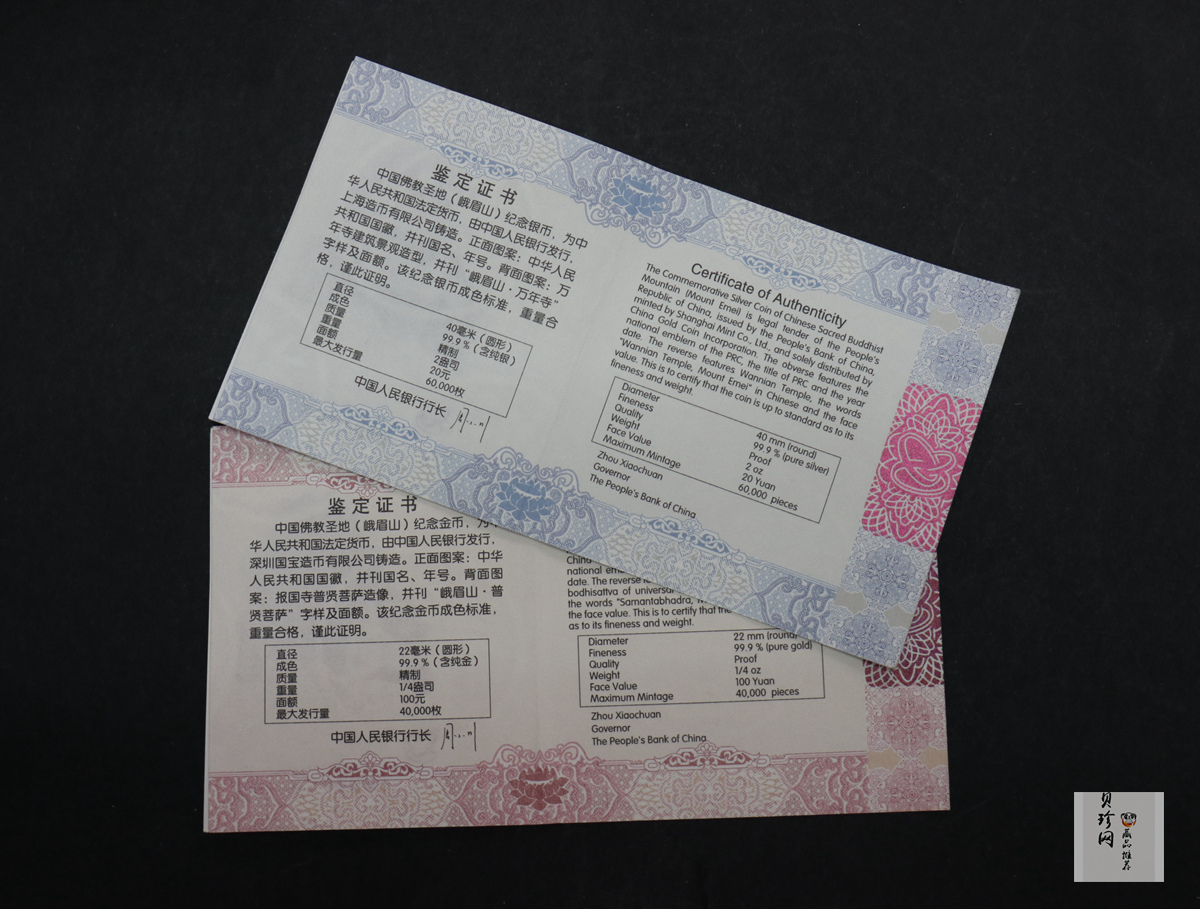 鉴定证书
中国佛教圣地（峨眉山）纪念银币，为中
华人民共和国法定货币，由中国人民银行发行，
上海造币有限公司铸造。正面图案：中华人民
共和国国徽，并刊国名、年号。背面图案：万
年寺建筑景观造型，并刊“峨眉山·万年寺”
字样及面额。该纪念银币成色标准，重量合
格，谨此证明。
直径 40毫米（圆形）
成色 99.9％（含纯银）
质量 精制
重量 2盎司
面额 20元
最大发行量 60,000枚
中国人民银行行长
Certificate of Authenticity
The Commemorative Silver Coin of Chinese Sacred Buddhist
Mountain (Mount Emei) is legal tender of the People's
Republic of China, issued by the People's Bank of China,
minted by Shanghai Mint Co., Ltd., and solely distributed by
China Gold Coin Incorporation. The obverse features the
national emblem of the PRC, the title of PRC and the year
date. The reverse features Wannian Temple, the words
"Wannian Temple, Mount Emei" in Chinese and the face
value. This is to certify that the coin is up to standard as to its
fineness and weight.
Diameter 40 mm (round)
Fineness 99.9 % (pure silver)
Quality Proof
Weight 2 oz
Face Value 20 Yuan
Maximum Mintage 60,000 pieces
Zhou Xiaochuan
Governor
The People's Bank of China
鉴定证书
中国佛教圣地（峨眉山）纪念金币，为中
华人民共和国法定货币，由中国人民银行发行，
深圳国宝造币有限公司铸造。正面图案：中华
人民共和国国徽，并刊国名、年号。背面图
案：报国寺普贤菩萨造像，并刊“峨眉山·普
贤菩萨”字样及面额。该纪念金币成色标准，
重量合格，谨此证明。
直径 22毫米（圆形）
成色 99.9％（含纯金）
质量 精制
重量 1/4盎司
面额 100元
最大发行量 40,000枚
中国人民银行行长
China
national em
date. The reverse
bodhisattva of univers
the words "Samantabhadra,
the face value. This is to certify that th
as to its fineness and weight.
Diameter 22 mm (round)
Fineness 99.9 % (pure gold)
Quality Proof
Weight 1/4 oz
Face Value 100 Yuan
Maximum Mintage 40,000 pieces
Zhou Xiaochuan
Governor
The People's Bank of China
贝珍网
藏品推荐